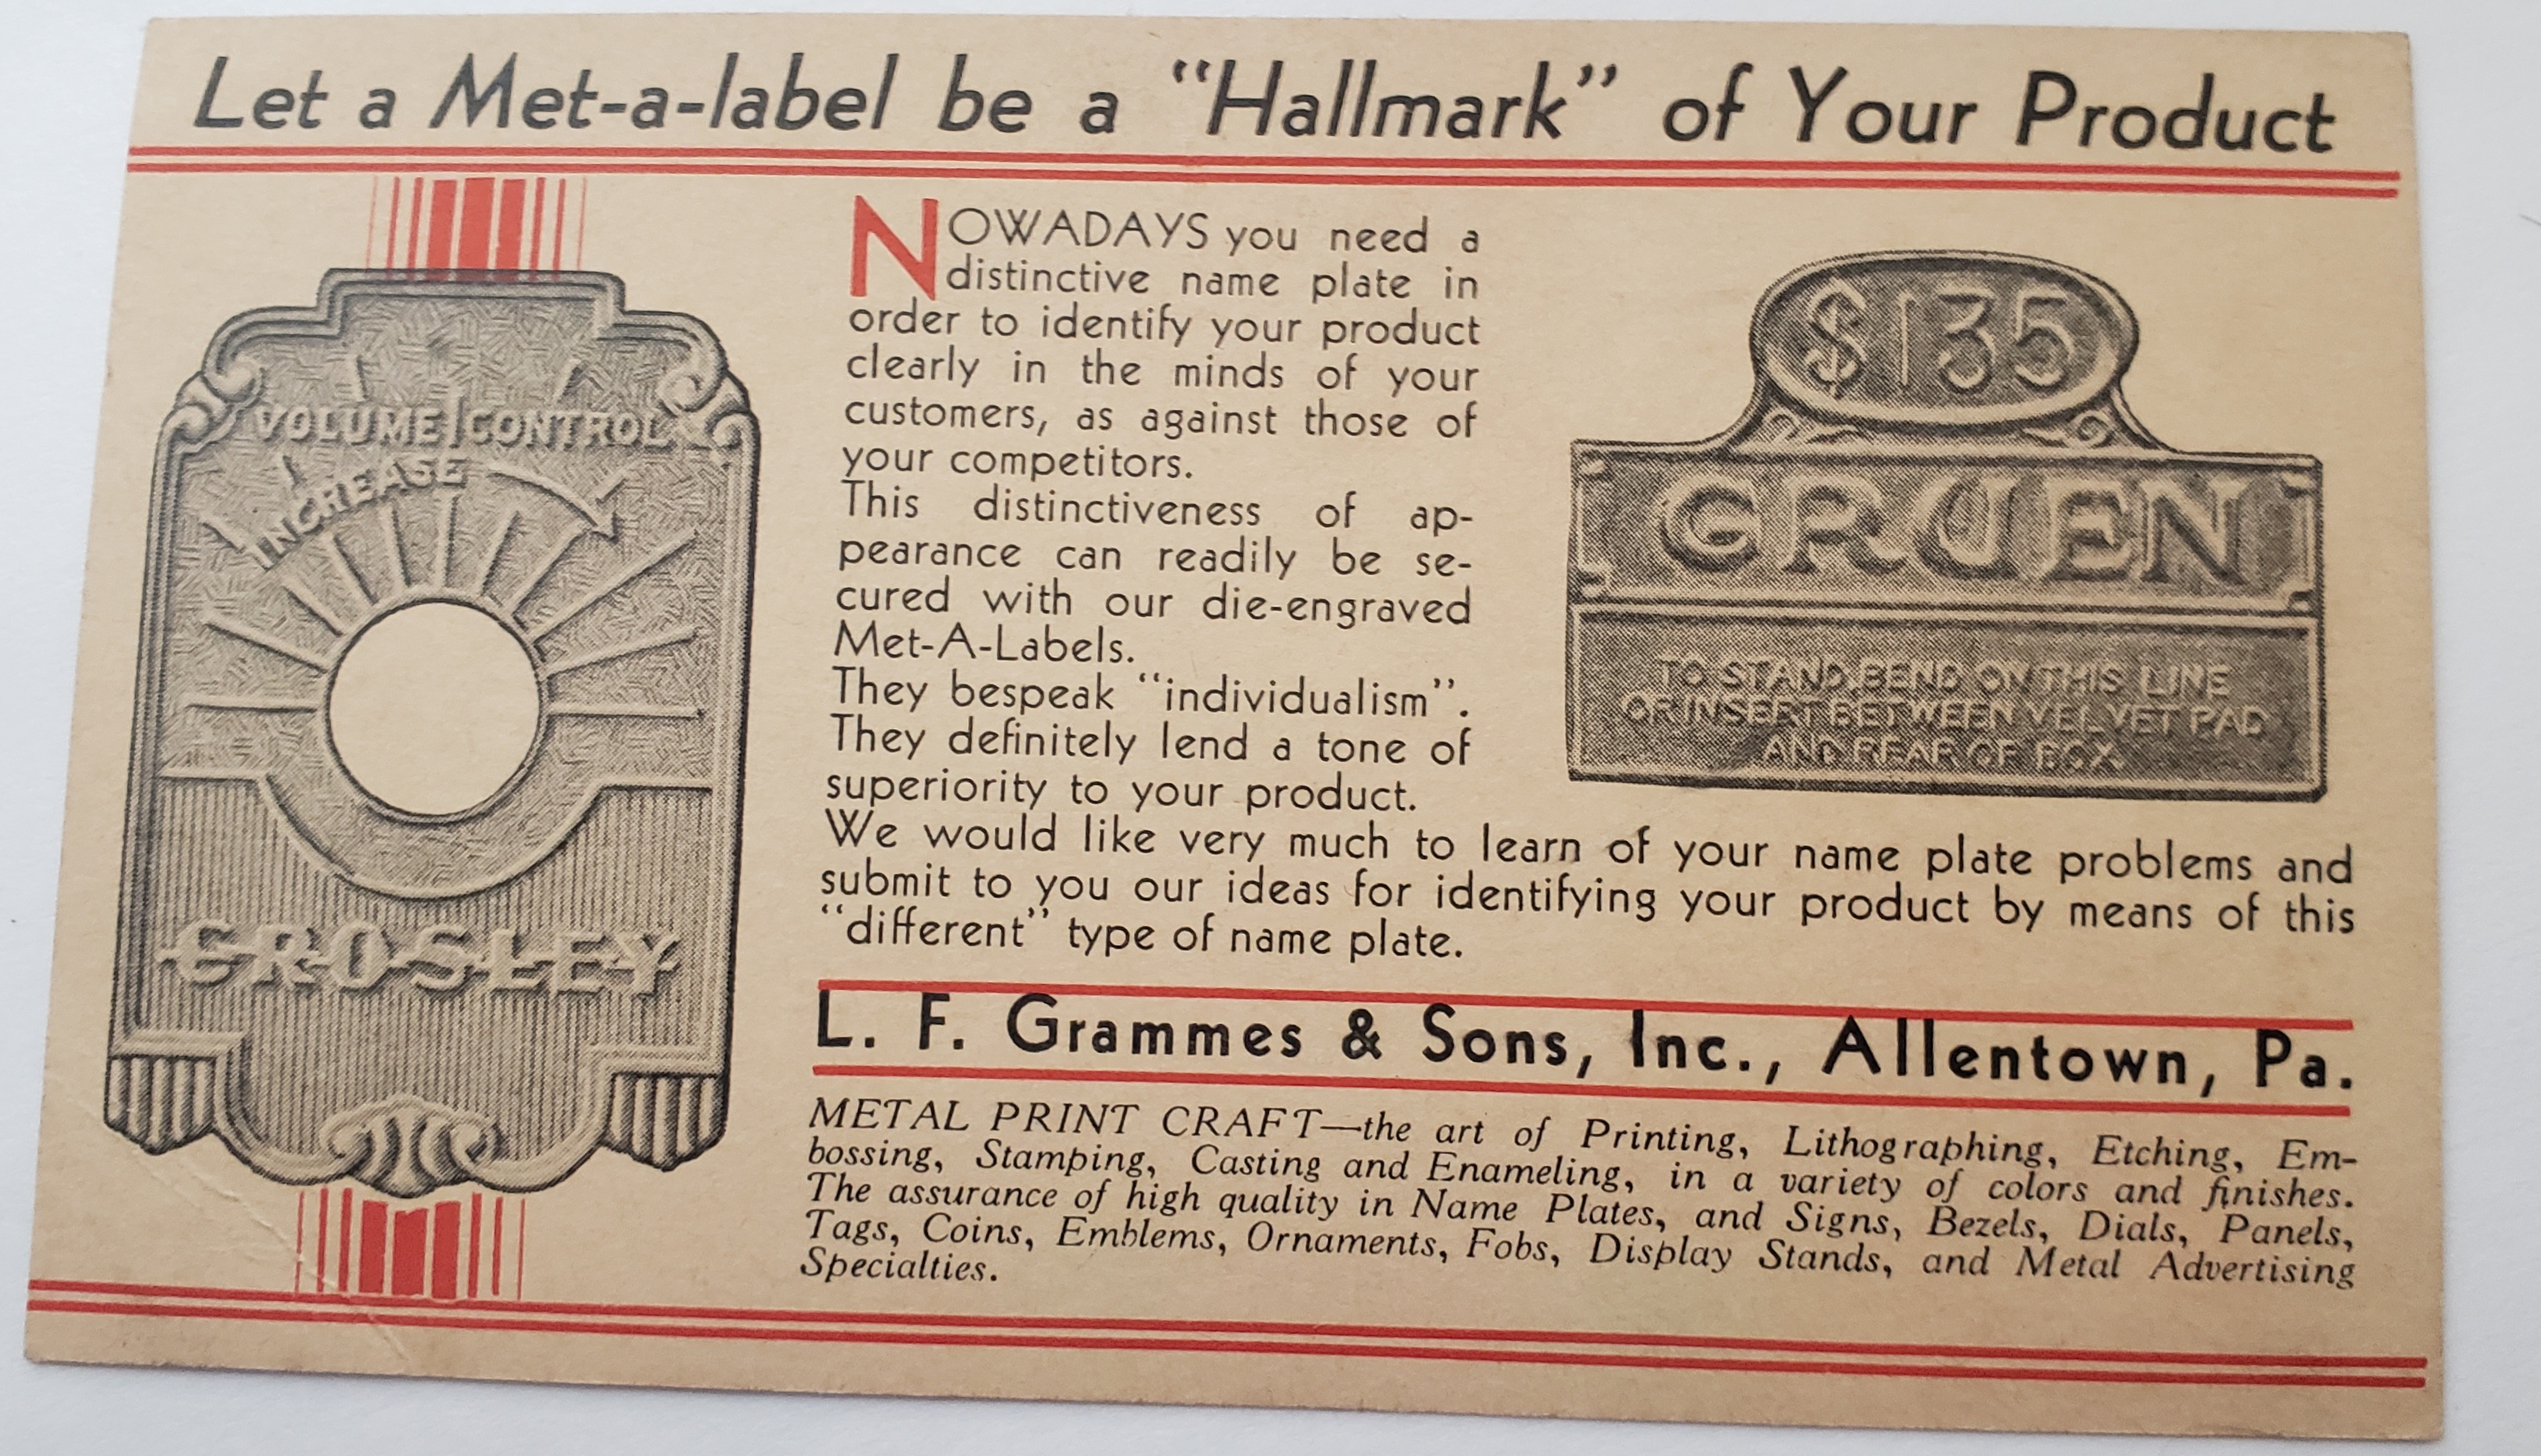 Let a Met-a-label be a “Hallmark” of Your Product
VOLUME CONTROL
INCREASE
CROSLEY
NOWADAYS you need a
distinctive name plate in
order to identify your product
clearly in the minds of your
customers, as against those of
your competitors.
This distinctiveness of ap-
pearance can readily be se-
cured with our die-engraved
Met-A-Labels.
They bespeak “individualism”.
They definitely lend a tone of
superiority to your product.
We would like very much to learn of your name plate problems and
submit to you our ideas for identifying your product by means of this
“different” type of name plate.
$135
GRUEN
TO STAND, BEND ON THIS LINE
OR INSERT BETWEEN VELVET PAD
AND REAR OF BOX
L. F. Grammes & Sons, Inc., Allentown, Pa.
METAL PRINT CRAFT—the art of Printing, Lithographing, Etching, Em-
bossing, Stamping, Casting and Enameling, in a variety of colors and finishes.
The assurance of high quality in Name Plates, and Signs, Bezels, Dials, Panels,
Tags, Coins, Emblems, Ornaments, Fobs, Display Stands, and Metal Advertising
Specialties.